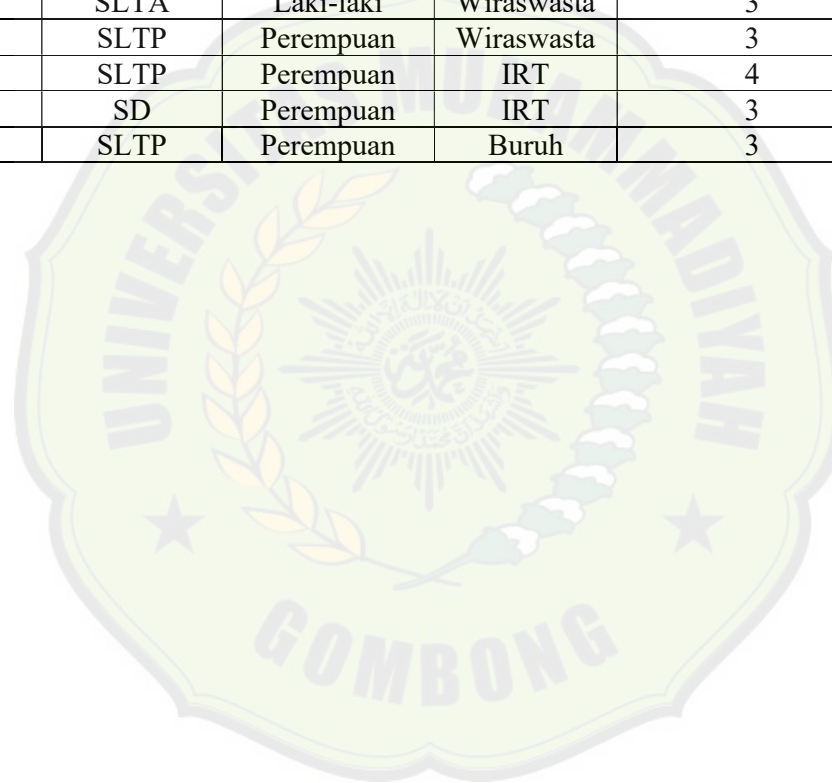 SLTA Laki-laki Wiraswasta 3
SLTP Perempuan Wiraswasta 3
SLTP Perempuan IRT 4
SD Perempuan IRT 3
SLTP Perempuan Buruh 3
UNIVERSITAS MUHAMMADIYAH
GOMBONG